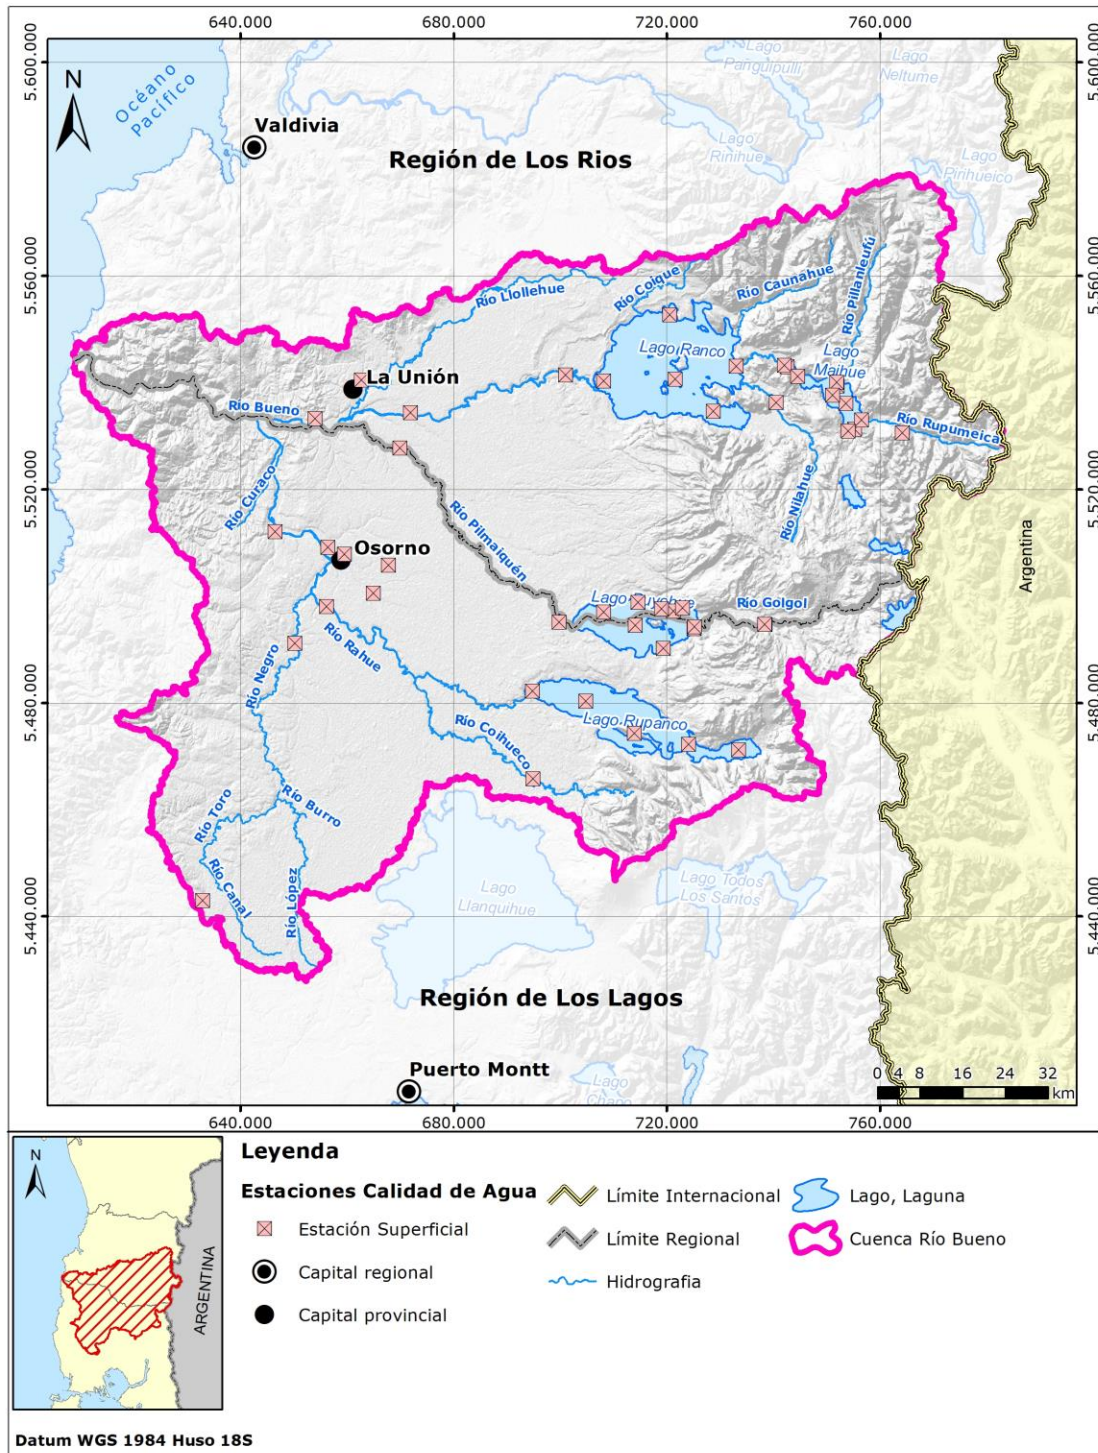 640.000
680.000
720.000
760.000
5.600.000
5.600.000
N
Océano
Pacífico
Lago
Panguipulli
Lago
Neltume
Valdivia
Región de Los Rios
Lago
Riñihue
Lago
Pirihueico
5.560.000
5.560.000
Río Llollehue
Río Coique
Río Caunahue
Río Pillanleufú
Lago Ranco
Lago
Maihue
La Unión
Río Bueno
Río Rupumeica
5.520.000
5.520.000
Río Curaco
Río Pilmaiquén
Río Nilahue
Osorno
Argentina
Lago Puyehue
Río Golgol
Río Rahue
Río Negro
5.480.000
5.480.000
Lago Rupanco
Río Coihueco
Río Toro
Río Burro
Río Canal
Río López
Lago
Llanquihue
Lago Todos
Los Santos
5.440.000
5.440.000
Región de Los Lagos
Puerto Montt
Lago
0 4 8 16 24 32
km
640.000
680.000
720.000
760.000
N
ARGENTINA
Leyenda
Estaciones Calidad de Agua
Estación Superficial
Capital regional
Capital provincial
Límite Internacional
Límite Regional
Hidrografia
Lago, Laguna
Cuenca Río Bueno
Datum WGS 1984 Huso 18S